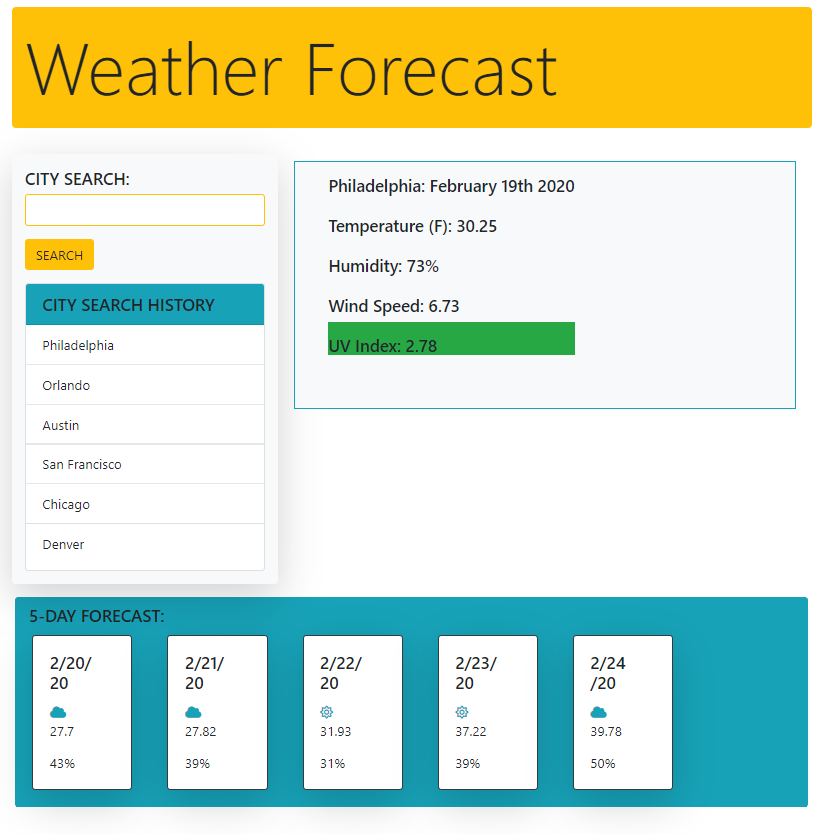 Weather Forecast
CITY SEARCH:
SEARCH
CITY SEARCH HISTORY
Philadelphia
Orlando
Austin
San Francisco
Chicago
Denver
Philadelphia: February 19th 2020
Temperature (F): 30.25
Humidity: 73%
Wind Speed: 6.73
UV Index: 2.78
5-DAY FORECAST:
2/20/
20
27.7
43%
2/21/
20
27.82
39%
2/22/
20
31.93
31%
2/23/
20
37.22
39%
2/24
/20
39.78
50%